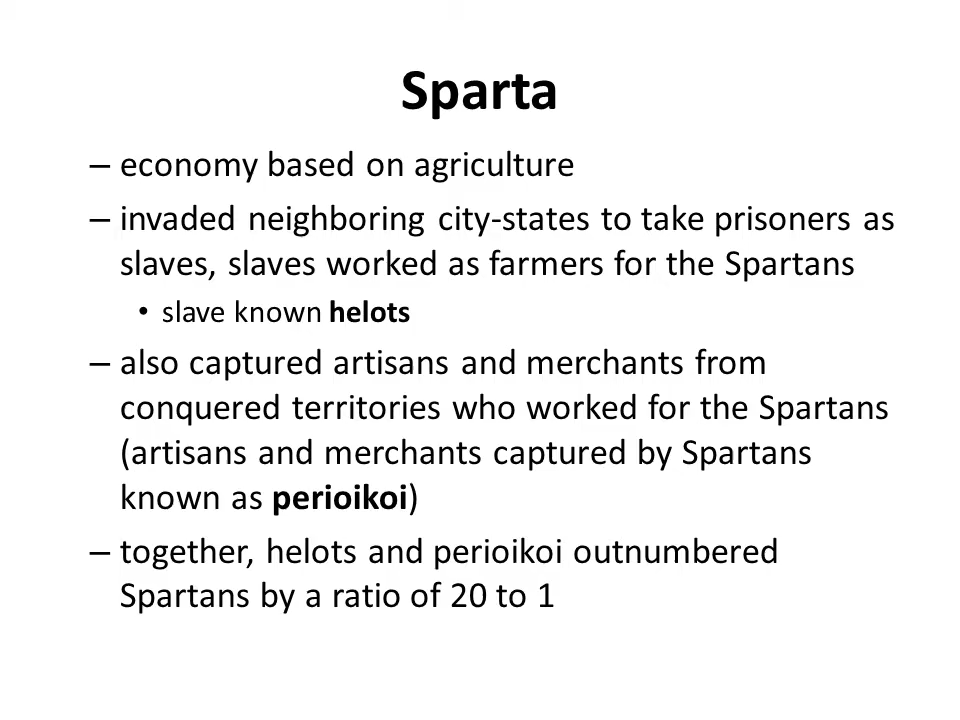 Sparta
– economy based on agriculture
– invaded neighboring city-states to take prisoners as
slaves, slaves worked as farmers for the Spartans
• slave known helots
– also captured artisans and merchants from
conquered territories who worked for the Spartans
(artisans and merchants captured by Spartans
known as perioikoi)
– together, helots and perioikoi outnumbered
Spartans by a ratio of 20 to 1